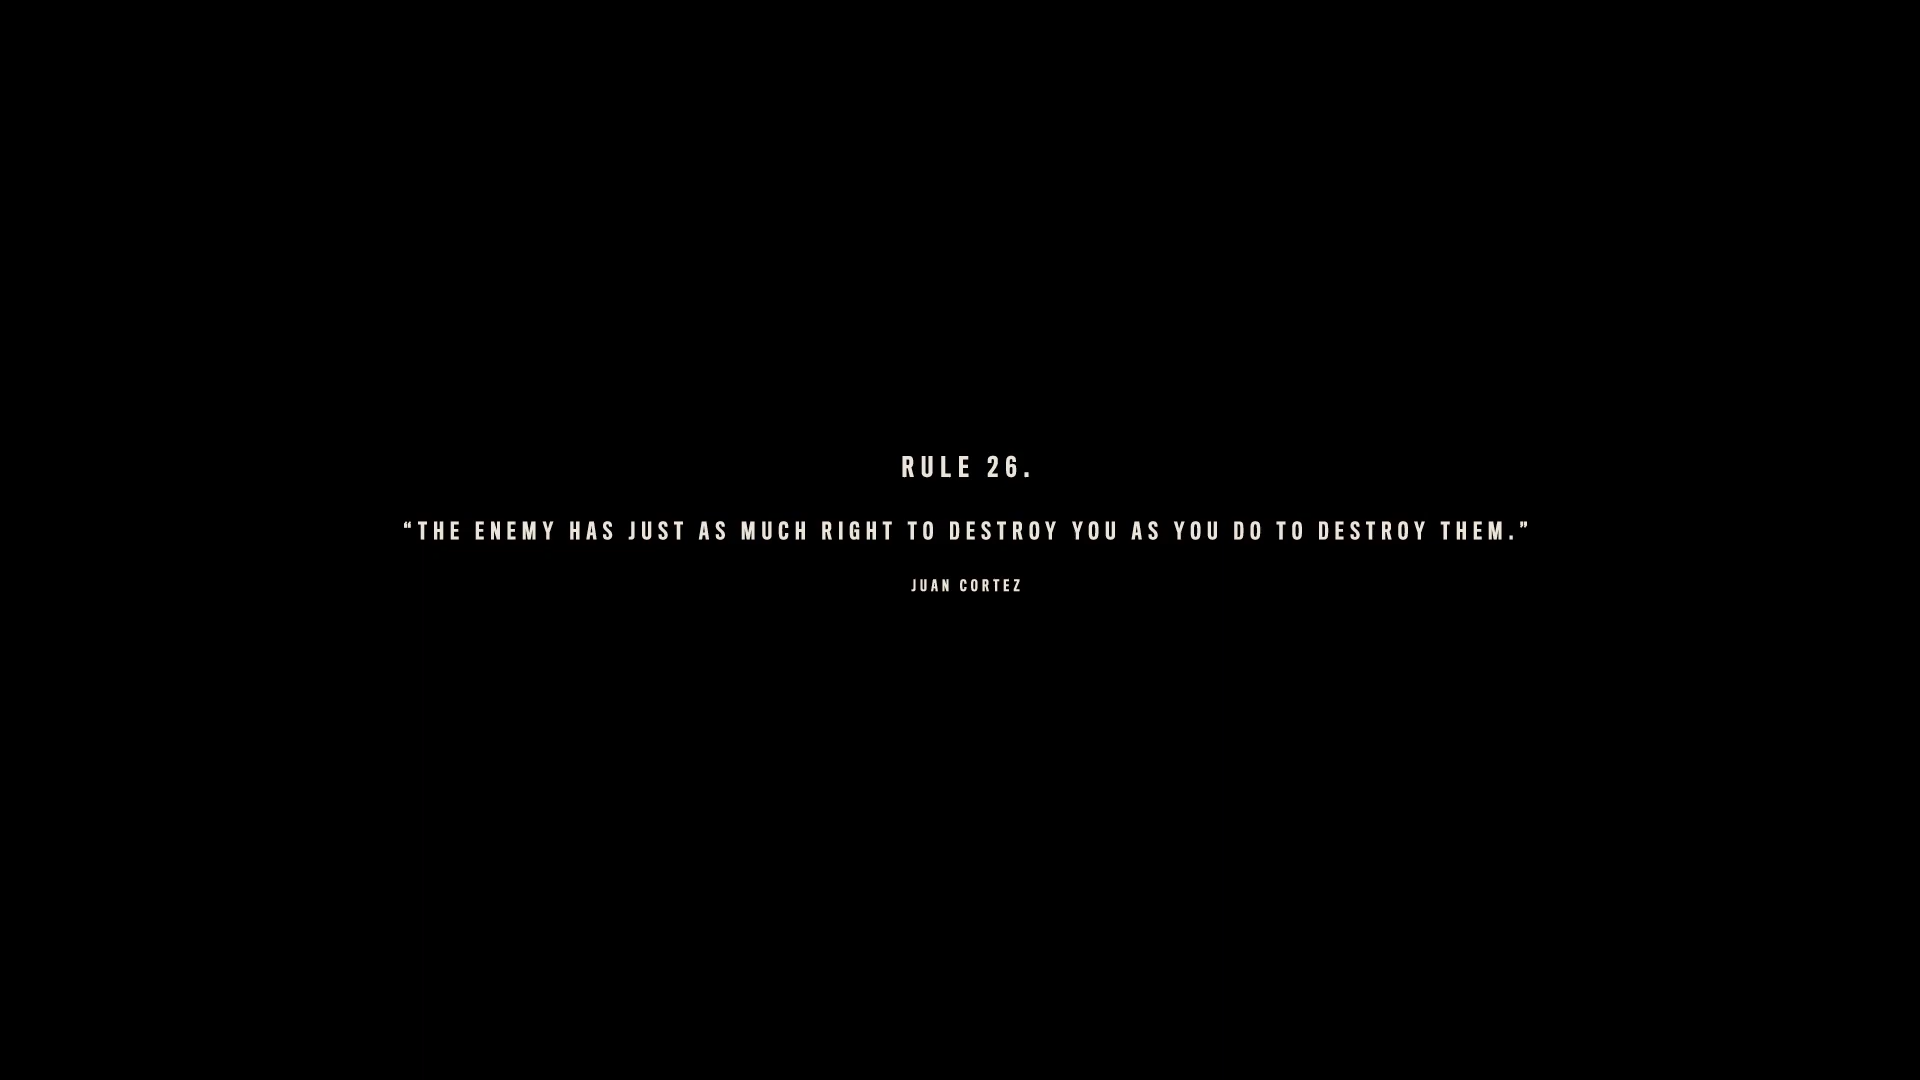 RULE 26.
“THE ENEMY HAS JUST AS MUCH RIGHT TO DESTROY YOU AS YOU DO TO DESTROY THEM.”
JUAN CORTEZ